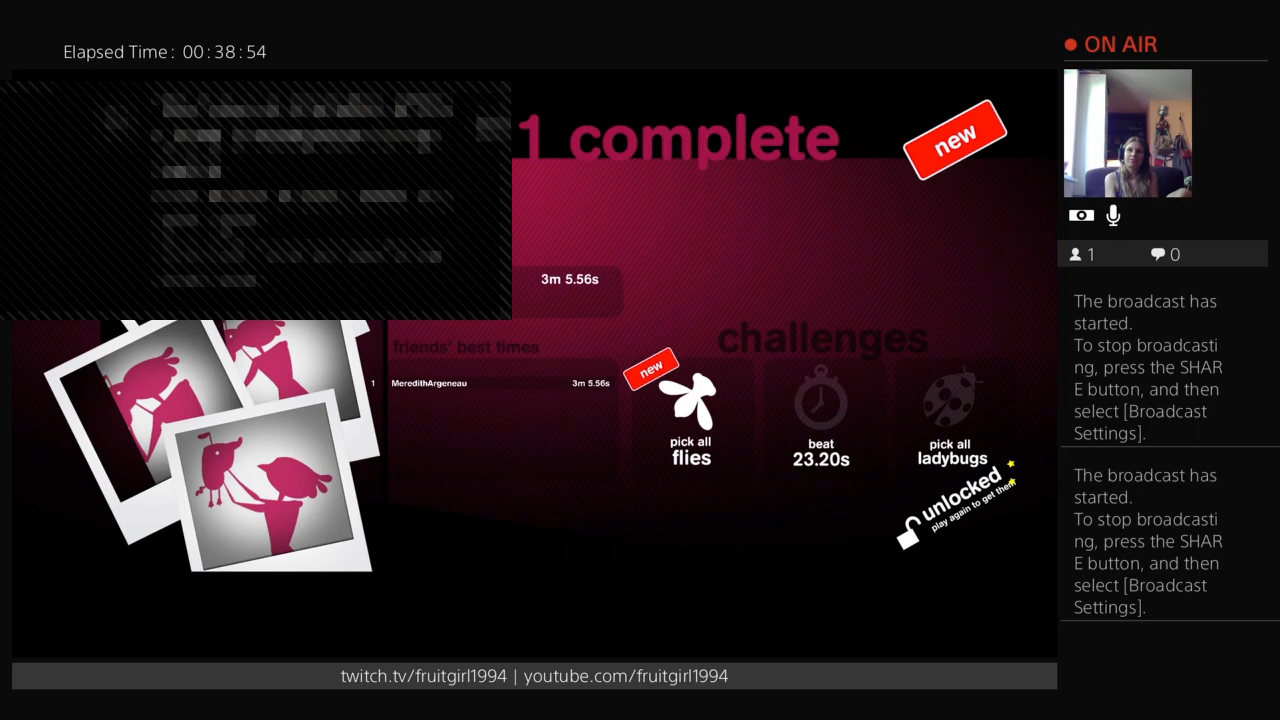 Elapsed Time: 00:38:54
ON AIR
1 complete
new
1
0
3m 5.56s
The broadcast has
started.
To stop broadcasti
ng, press the SHAR
E button, and then
select [Broadcast
Settings].
friends' best times
challenges
1 MeredithArgeneau 3m 5.56s
new
pick all
flies
beat
23.20s
pick all
ladybugs
unlocked
play again to get them
The broadcast has
started.
To stop broadcasti
ng, press the SHAR
E button, and then
select [Broadcast
Settings].
twitch.tv/fruitgirl1994 | youtube.com/fruitgirl1994